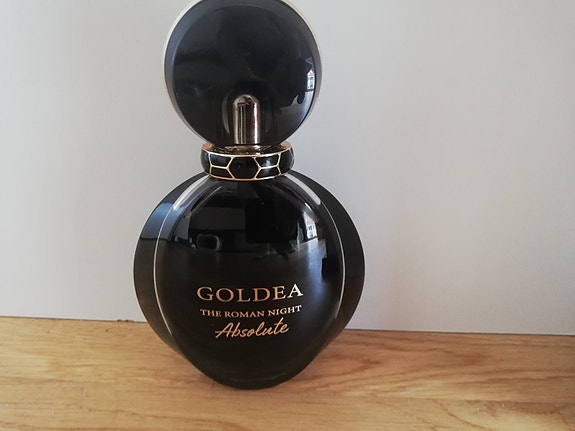 GOLDEA
THE ROMAN NIGHT
Absolute